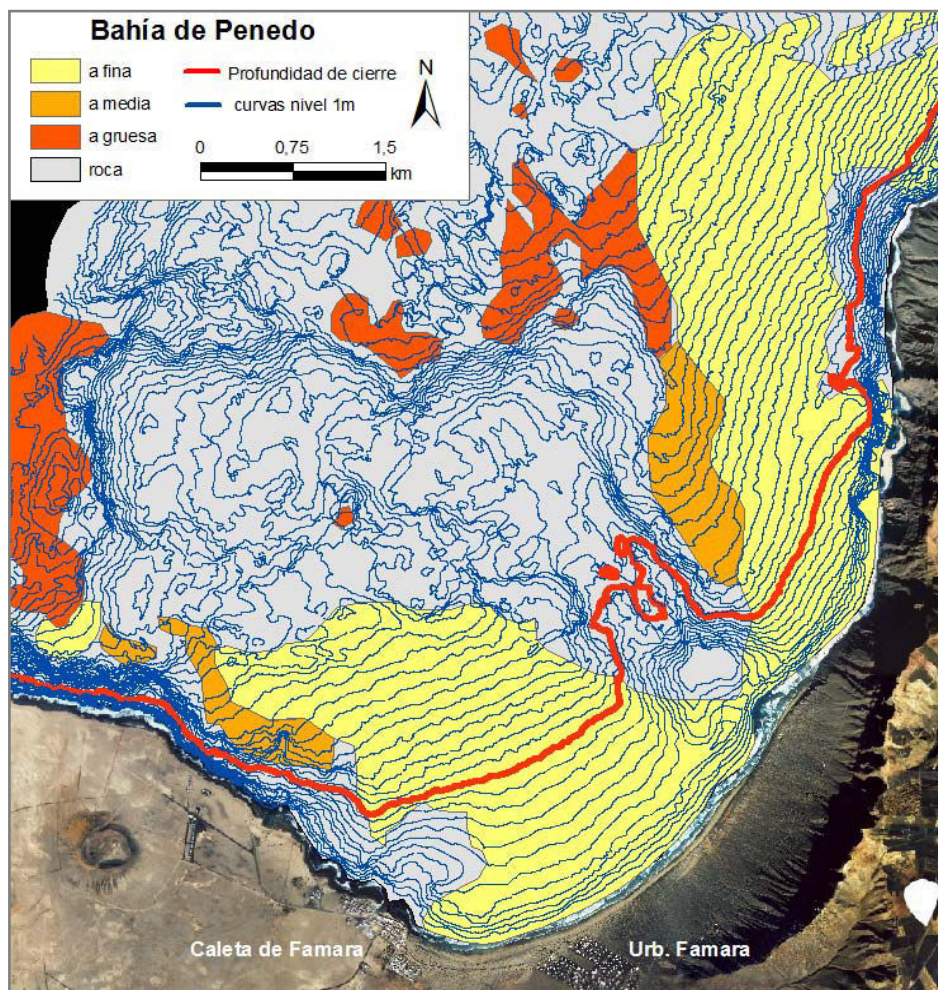 Bahía de Penedo
a fina
a media
a gruesa
roca
Profundidad de cierre
curvas nivel 1m
N
0 0,75 1,5
km
Caleta de Famara
Urb. Famara